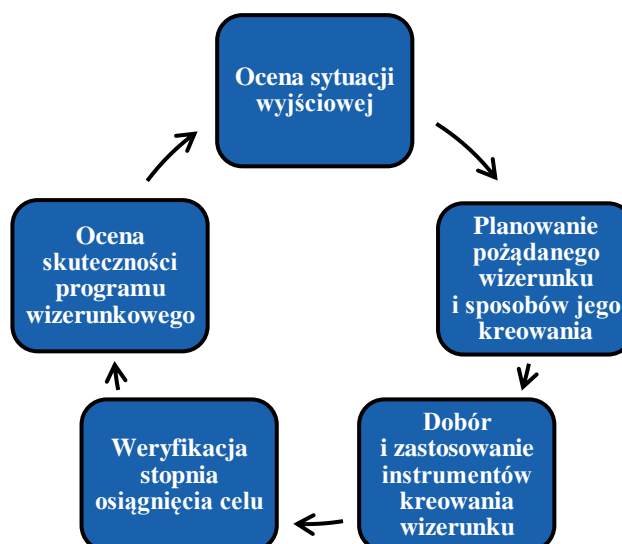 Ocena sytuacji
wyjściowej
Planowanie
pożądanego
wizerunku
i sposobów jego
kreowania
Dobór
i zastosowanie
instrumentów
kreowania
wizerunku
Weryfikacja
stopnia
osiągnięcia celu
Ocena
skuteczności
programu
wizerunkowego